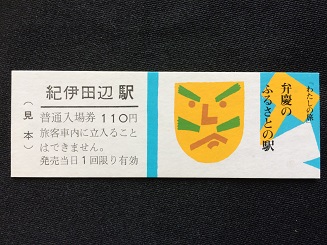 紀伊田辺駅
(見本)
普通入場券 110円
旅客車内に立入ること
はできません。
発売当日1回限り有効
わたしの旅
弁慶の
ふるさとの駅